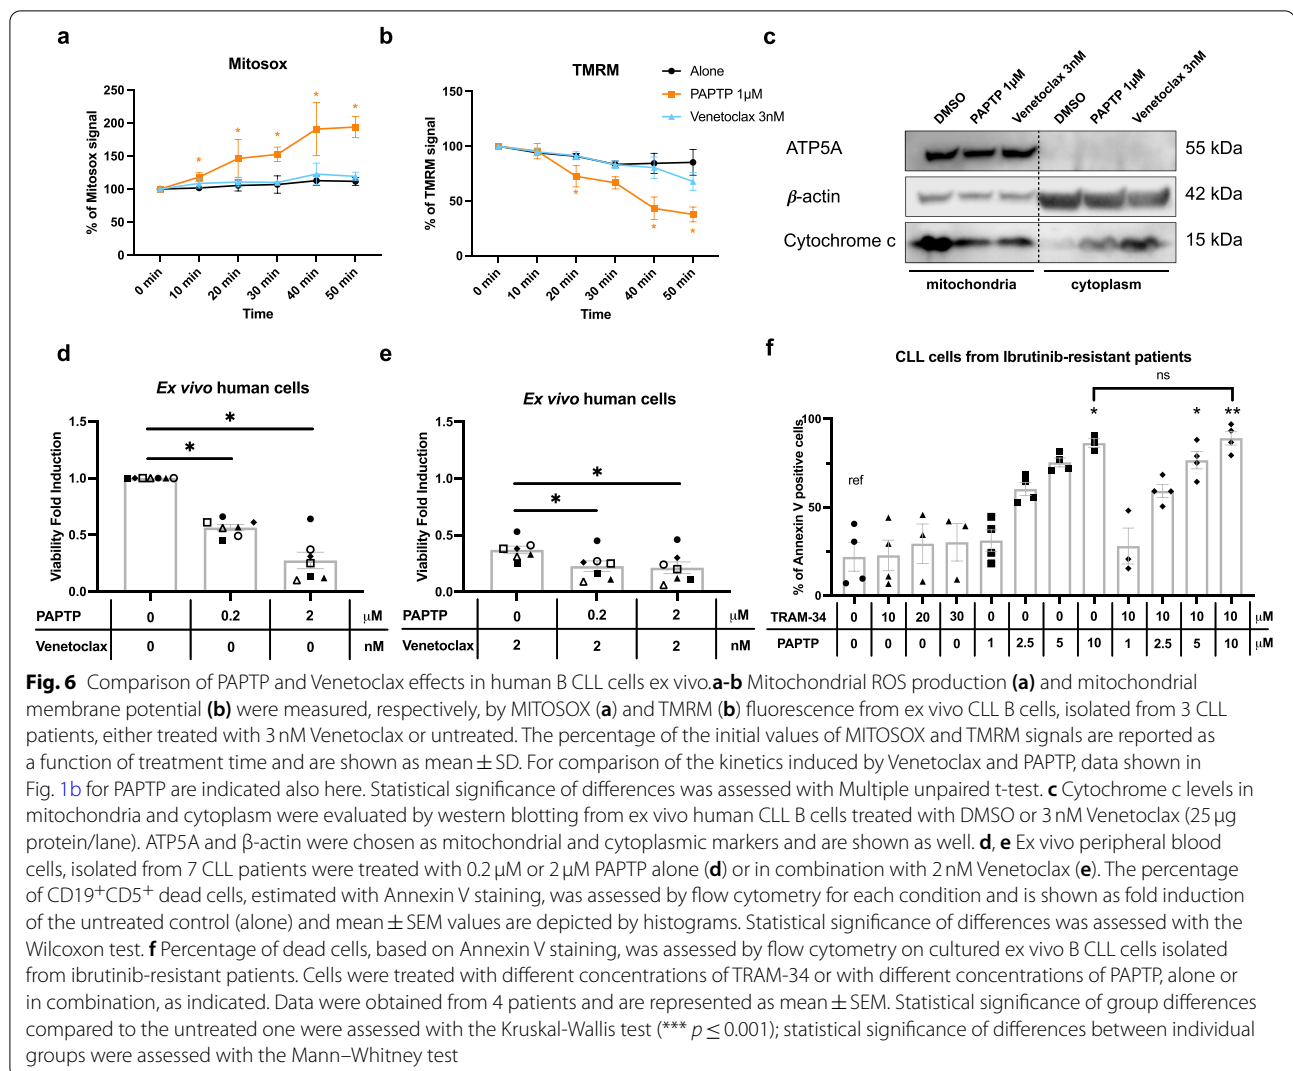 a
Mitosox
% of Mitosox signal
250
200
150
100
50
0
* * * * *
0 min 10 min 20 min 30 min 40 min 50 min
Time
b
TMRM
% of TMRM signal
150
100
50
0
* * *
0 min 10 min 20 min 30 min 40 min 50 min
Time
Alone
PAPTP 1µM
Venetoclax 3nM
c
DMSO PAPTP 1µM Venetoclax 3nM DMSO PAPTP 1µM Venetoclax 3nM
ATP5A 55 kDa
β-actin 42 kDa
Cytochrome c 15 kDa
mitochondria cytoplasm
d
Ex vivo human cells
Viability Fold Induction
1.5
1.0
0.5
0.0
*
*
PAPTP 0 0.2 2 µM
Venetoclax 0 0 0 nM
e
Ex vivo human cells
Viability Fold Induction
1.5
1.0
0.5
0.0
*
*
PAPTP 0 0.2 2 µM
Venetoclax 2 2 2 nM
f
CLL cells from Ibrutinib-resistant patients
% of Annexin V positive cells
100
50
0
ns
ref * * **
TRAM-34 0 10 20 30 0 0 0 0 10 10 10 10 µM
PAPTP 0 0 0 0 1 2.5 5 10 1 2.5 5 10 µM
Fig. 6 Comparison of PAPTP and Venetoclax effects in human B CLL cells ex vivo.a-b Mitochondrial ROS production (a) and mitochondrial
membrane potential (b) were measured, respectively, by MITOSOX (a) and TMRM (b) fluorescence from ex vivo CLL B cells, isolated from 3 CLL
patients, either treated with 3 nM Venetoclax or untreated. The percentage of the initial values of MITOSOX and TMRM signals are reported as
a function of treatment time and are shown as mean ± SD. For comparison of the kinetics induced by Venetoclax and PAPTP, data shown in
Fig. 1b for PAPTP are indicated also here. Statistical significance of differences was assessed with Multiple unpaired t-test. c Cytochrome c levels in
mitochondria and cytoplasm were evaluated by western blotting from ex vivo human CLL B cells treated with DMSO or 3 nM Venetoclax (25 µg
protein/lane). ATP5A and β-actin were chosen as mitochondrial and cytoplasmic markers and are shown as well. d, e Ex vivo peripheral blood
cells, isolated from 7 CLL patients were treated with 0.2 µM or 2 µM PAPTP alone (d) or in combination with 2 nM Venetoclax (e). The percentage
of CD19+CD5+ dead cells, estimated with Annexin V staining, was assessed by flow cytometry for each condition and is shown as fold induction
of the untreated control (alone) and mean ± SEM values are depicted by histograms. Statistical significance of differences was assessed with the
Wilcoxon test. f Percentage of dead cells, based on Annexin V staining, was assessed by flow cytometry on cultured ex vivo B CLL cells isolated
from ibrutinib-resistant patients. Cells were treated with different concentrations of TRAM-34 or with different concentrations of PAPTP, alone or
in combination, as indicated. Data were obtained from 4 patients and are represented as mean ± SEM. Statistical significance of group differences
compared to the untreated one were assessed with the Kruskal-Wallis test (*** p ≤ 0.001); statistical significance of differences between individual
groups were assessed with the Mann–Whitney test